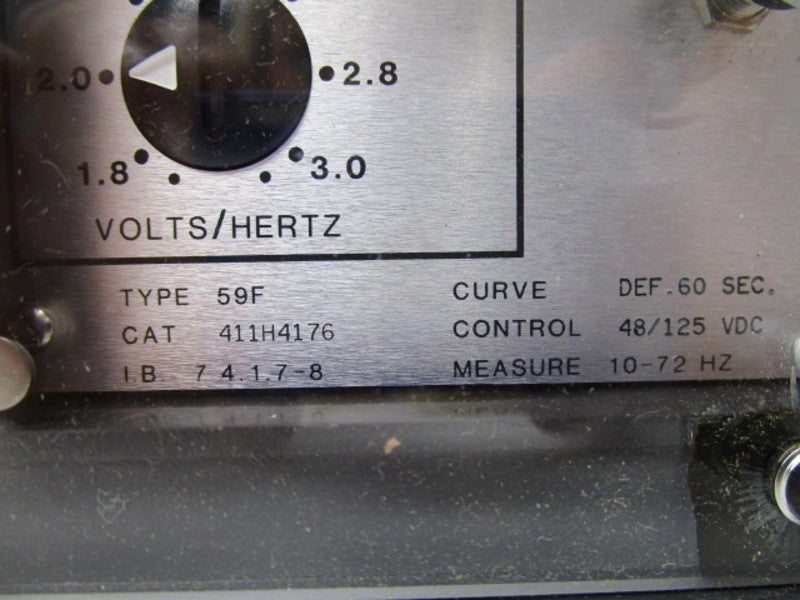 2.0 2.8
1.8 3.0
VOLTS/HERTZ
TYPE 59F CURVE DEF.60 SEC.
CAT 411H4176 CONTROL 48/125 VDC
I.B. 7 4.1.7-8 MEASURE 10-72 HZ